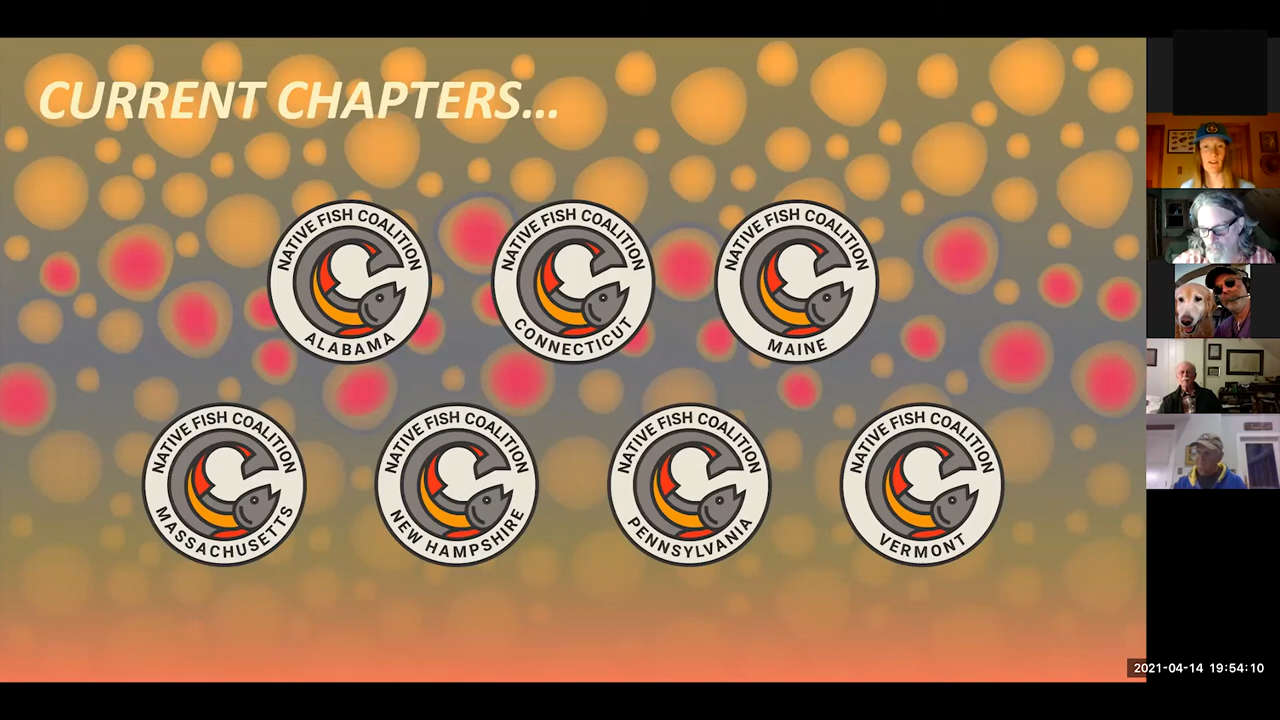 CURRENT CHAPTERS...
NATIVE FISH COALITION
ALABAMA
NATIVE FISH COALITION
CONNECTICUT
NATIVE FISH COALITION
MAINE
NATIVE FISH COALITION
MASSACHUSETTS
NATIVE FISH COALITION
NEW HAMPSHIRE
NATIVE FISH COALITION
PENNSYLVANIA
NATIVE FISH COALITION
VERMONT
2021-04-14 19:54:10